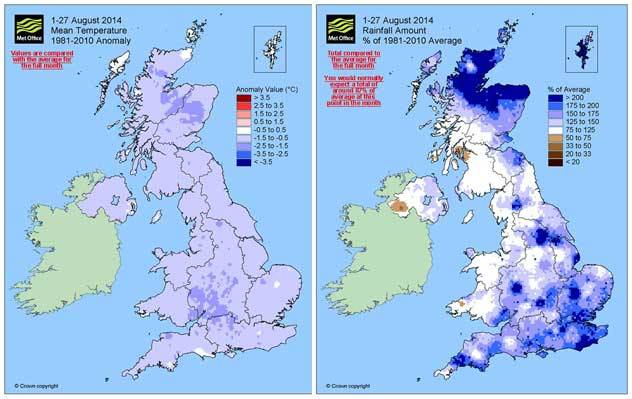 Met Office
1-27 August 2014
Mean Temperature
1981-2010 Anomaly
Values are compared
with the average for
the full month
Anomaly Value (°C)
> 3.5
2.5 to 3.5
1.5 to 2.5
0.5 to 1.5
-0.5 to 0.5
-1.5 to -0.5
-2.5 to -1.5
-3.5 to -2.5
< -3.5
© Crown copyright
Met Office
1-27 August 2014
Rainfall Amount
% of 1981-2010 Average
Total compared to
the average for
the full month
You would normally
expect a total of
around 87% of
average at this
point in the month
% of Average
> 200
175 to 200
150 to 175
125 to 150
75 to 125
50 to 75
33 to 50
20 to 33
< 20
© Crown copyright